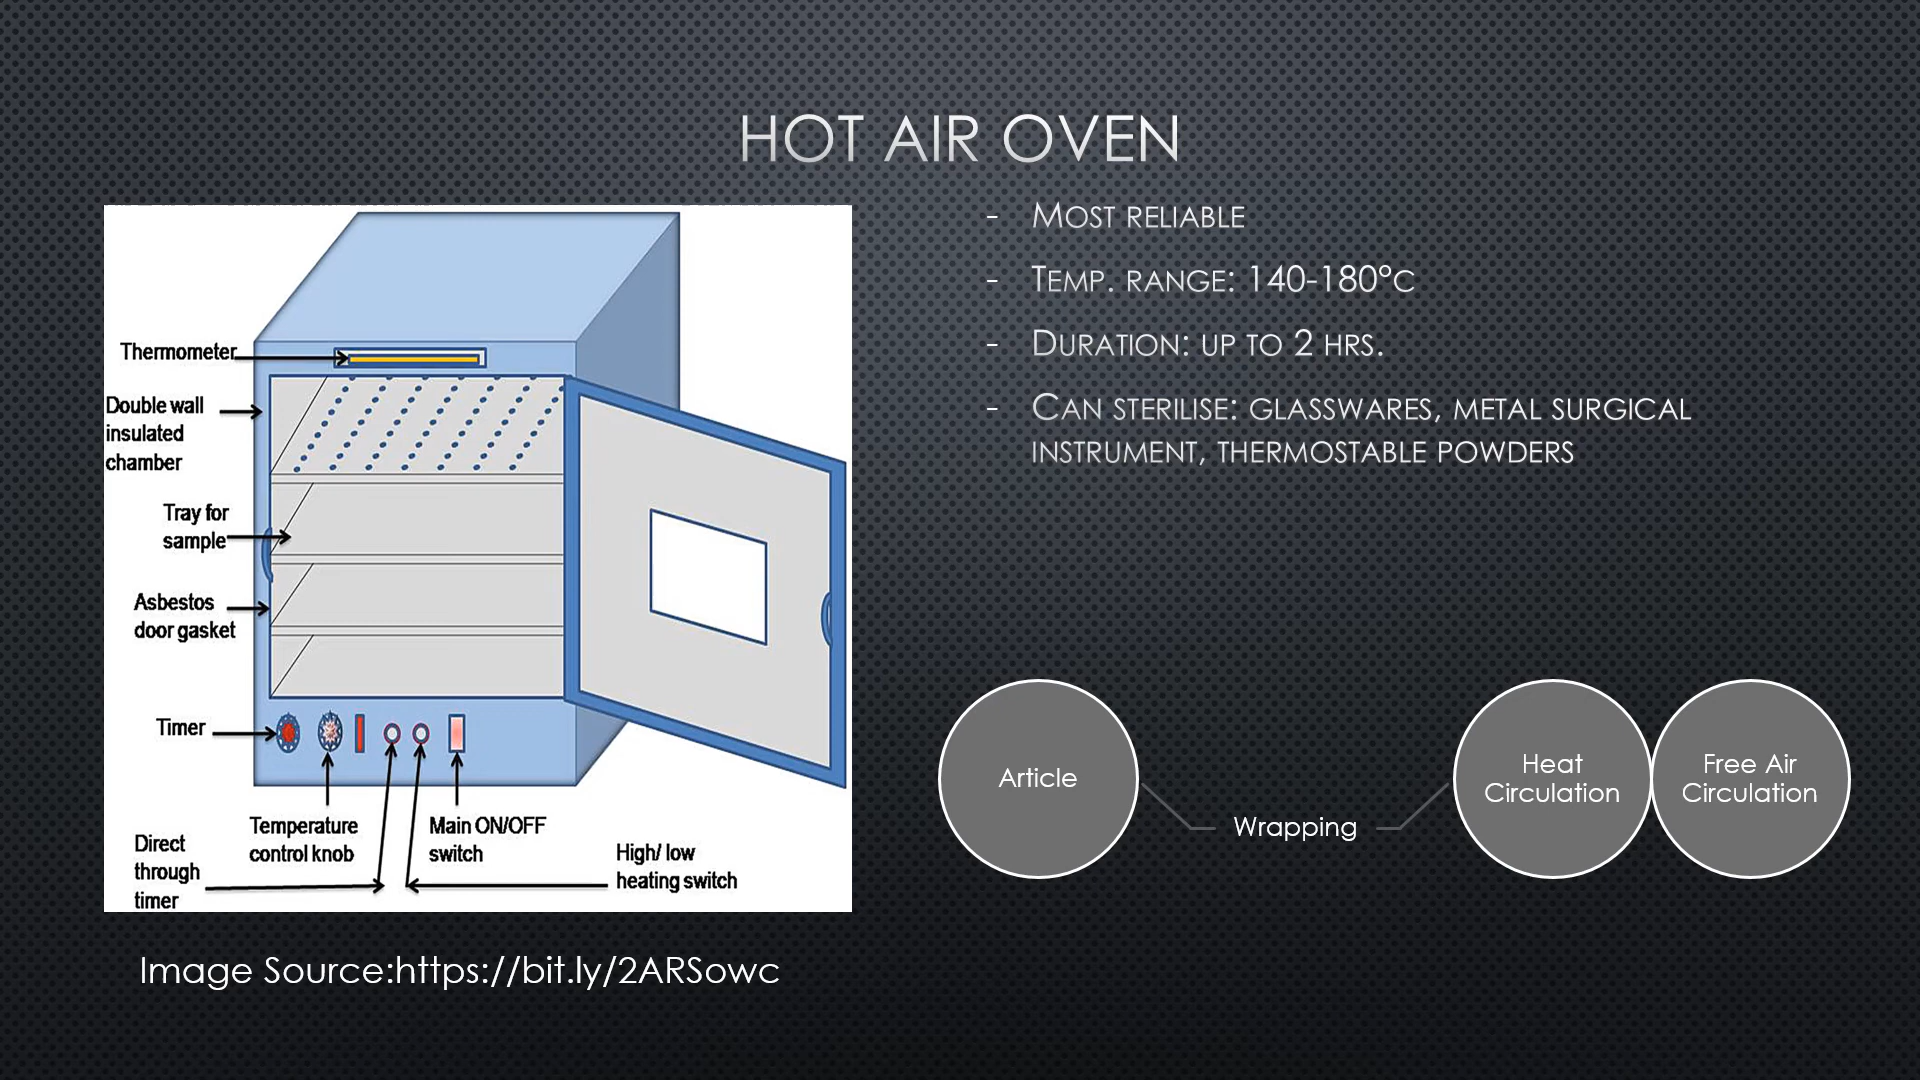 HOT AIR OVEN
- MOST RELIABLE
- TEMP. RANGE: 140-180°C
- DURATION: UP TO 2 HRS.
- CAN STERILISE: GLASSWARES, METAL SURGICAL
INSTRUMENT, THERMOSTABLE POWDERS
Thermometer
Double wall
insulated
chamber
Tray for
sample
Asbestos
door gasket
Timer
Temperature
control knob
Main ON/OFF
switch
Direct
through
timer
High/ low
heating switch
Article
Wrapping
Heat
Circulation
Free Air
Circulation
Image Source:https://bit.ly/2ARSowc